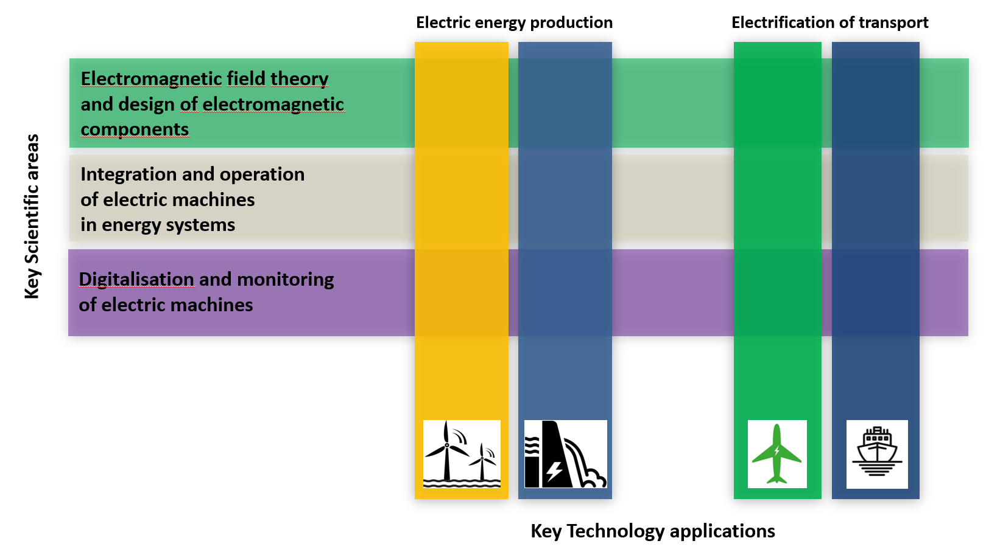 Electric energy production
Electrification of transport
Key Scientific areas
Electromagnetic field theory
and design of electromagnetic
components
Integration and operation
of electric machines
in energy systems
Digitalisation and monitoring
of electric machines
Key Technology applications